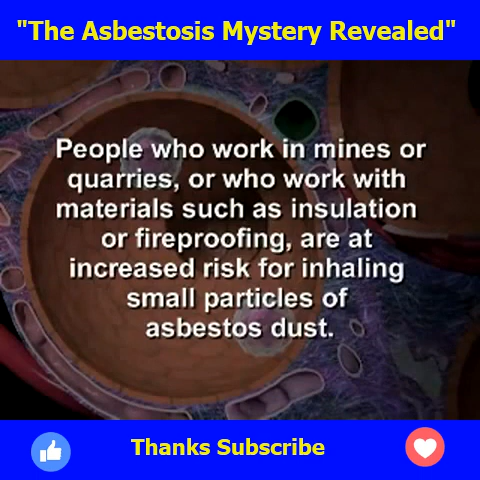 "The Asbestosis Mystery Revealed"
People who work in mines or
quarries, or who work with
materials such as insulation
or fireproofing, are at
increased risk for inhaling
small particles of
asbestos dust.
Thanks Subscribe